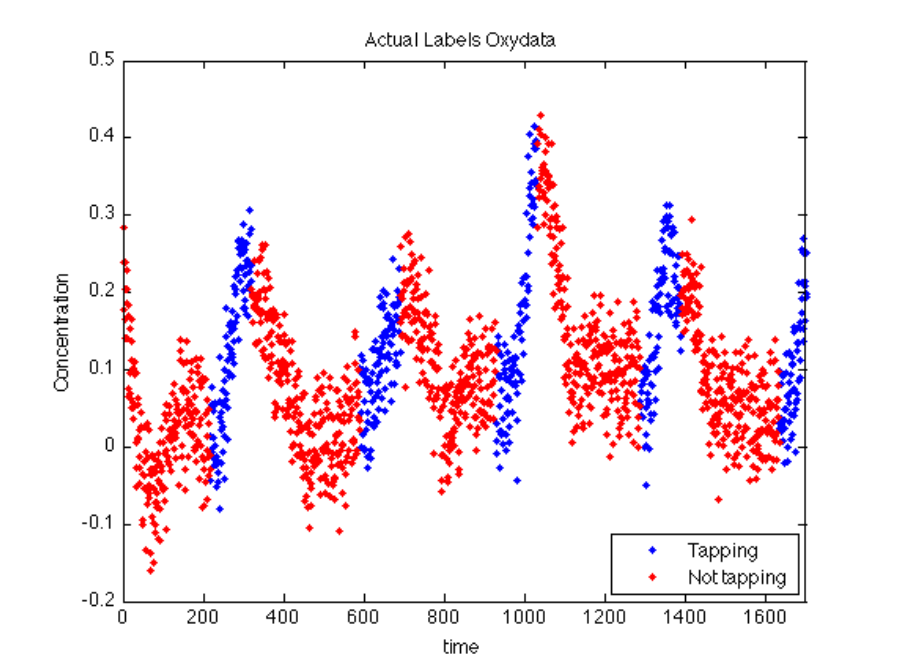 Actual Labels Oxydata
0.5
0.4
0.3
0.2
0.1
0
-0.1
-0.2
Concentration
0 200 400 600 800 1000 1200 1400 1600
time
Tapping
Not tapping